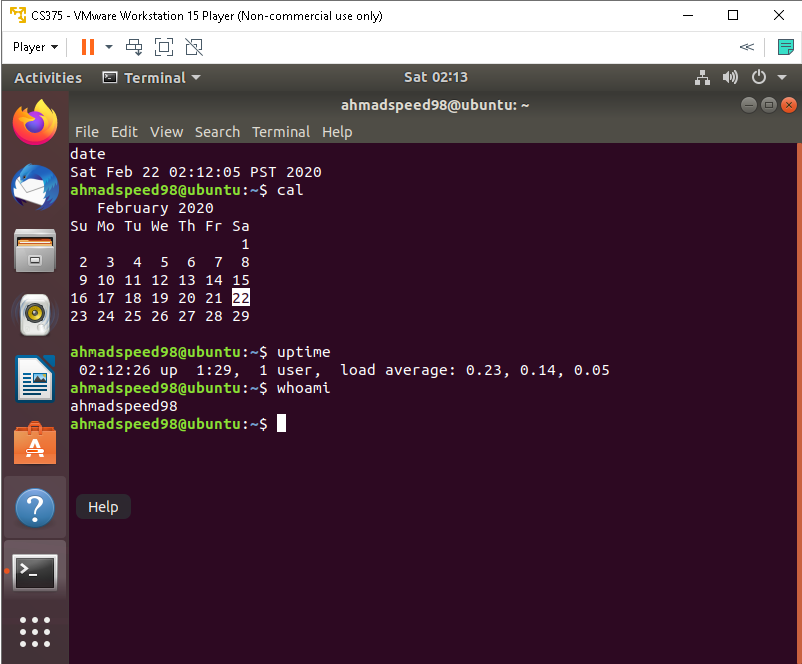 CS375 - VMware Workstation 15 Player (Non-commercial use only)
Player
Activities Terminal Sat 02:13
ahmadspeed98@ubuntu: ~
File Edit View Search Terminal Help
date
Sat Feb 22 02:12:05 PST 2020
ahmadspeed98@ubuntu:~$ cal
   February 2020
Su Mo Tu We Th Fr Sa
                   1
 2  3  4  5  6  7  8
 9 10 11 12 13 14 15
16 17 18 19 20 21 22
23 24 25 26 27 28 29
ahmadspeed98@ubuntu:~$ uptime
 02:12:26 up  1:29,  1 user,  load average: 0.23, 0.14, 0.05
ahmadspeed98@ubuntu:~$ whoami
ahmadspeed98
ahmadspeed98@ubuntu:~$
Help